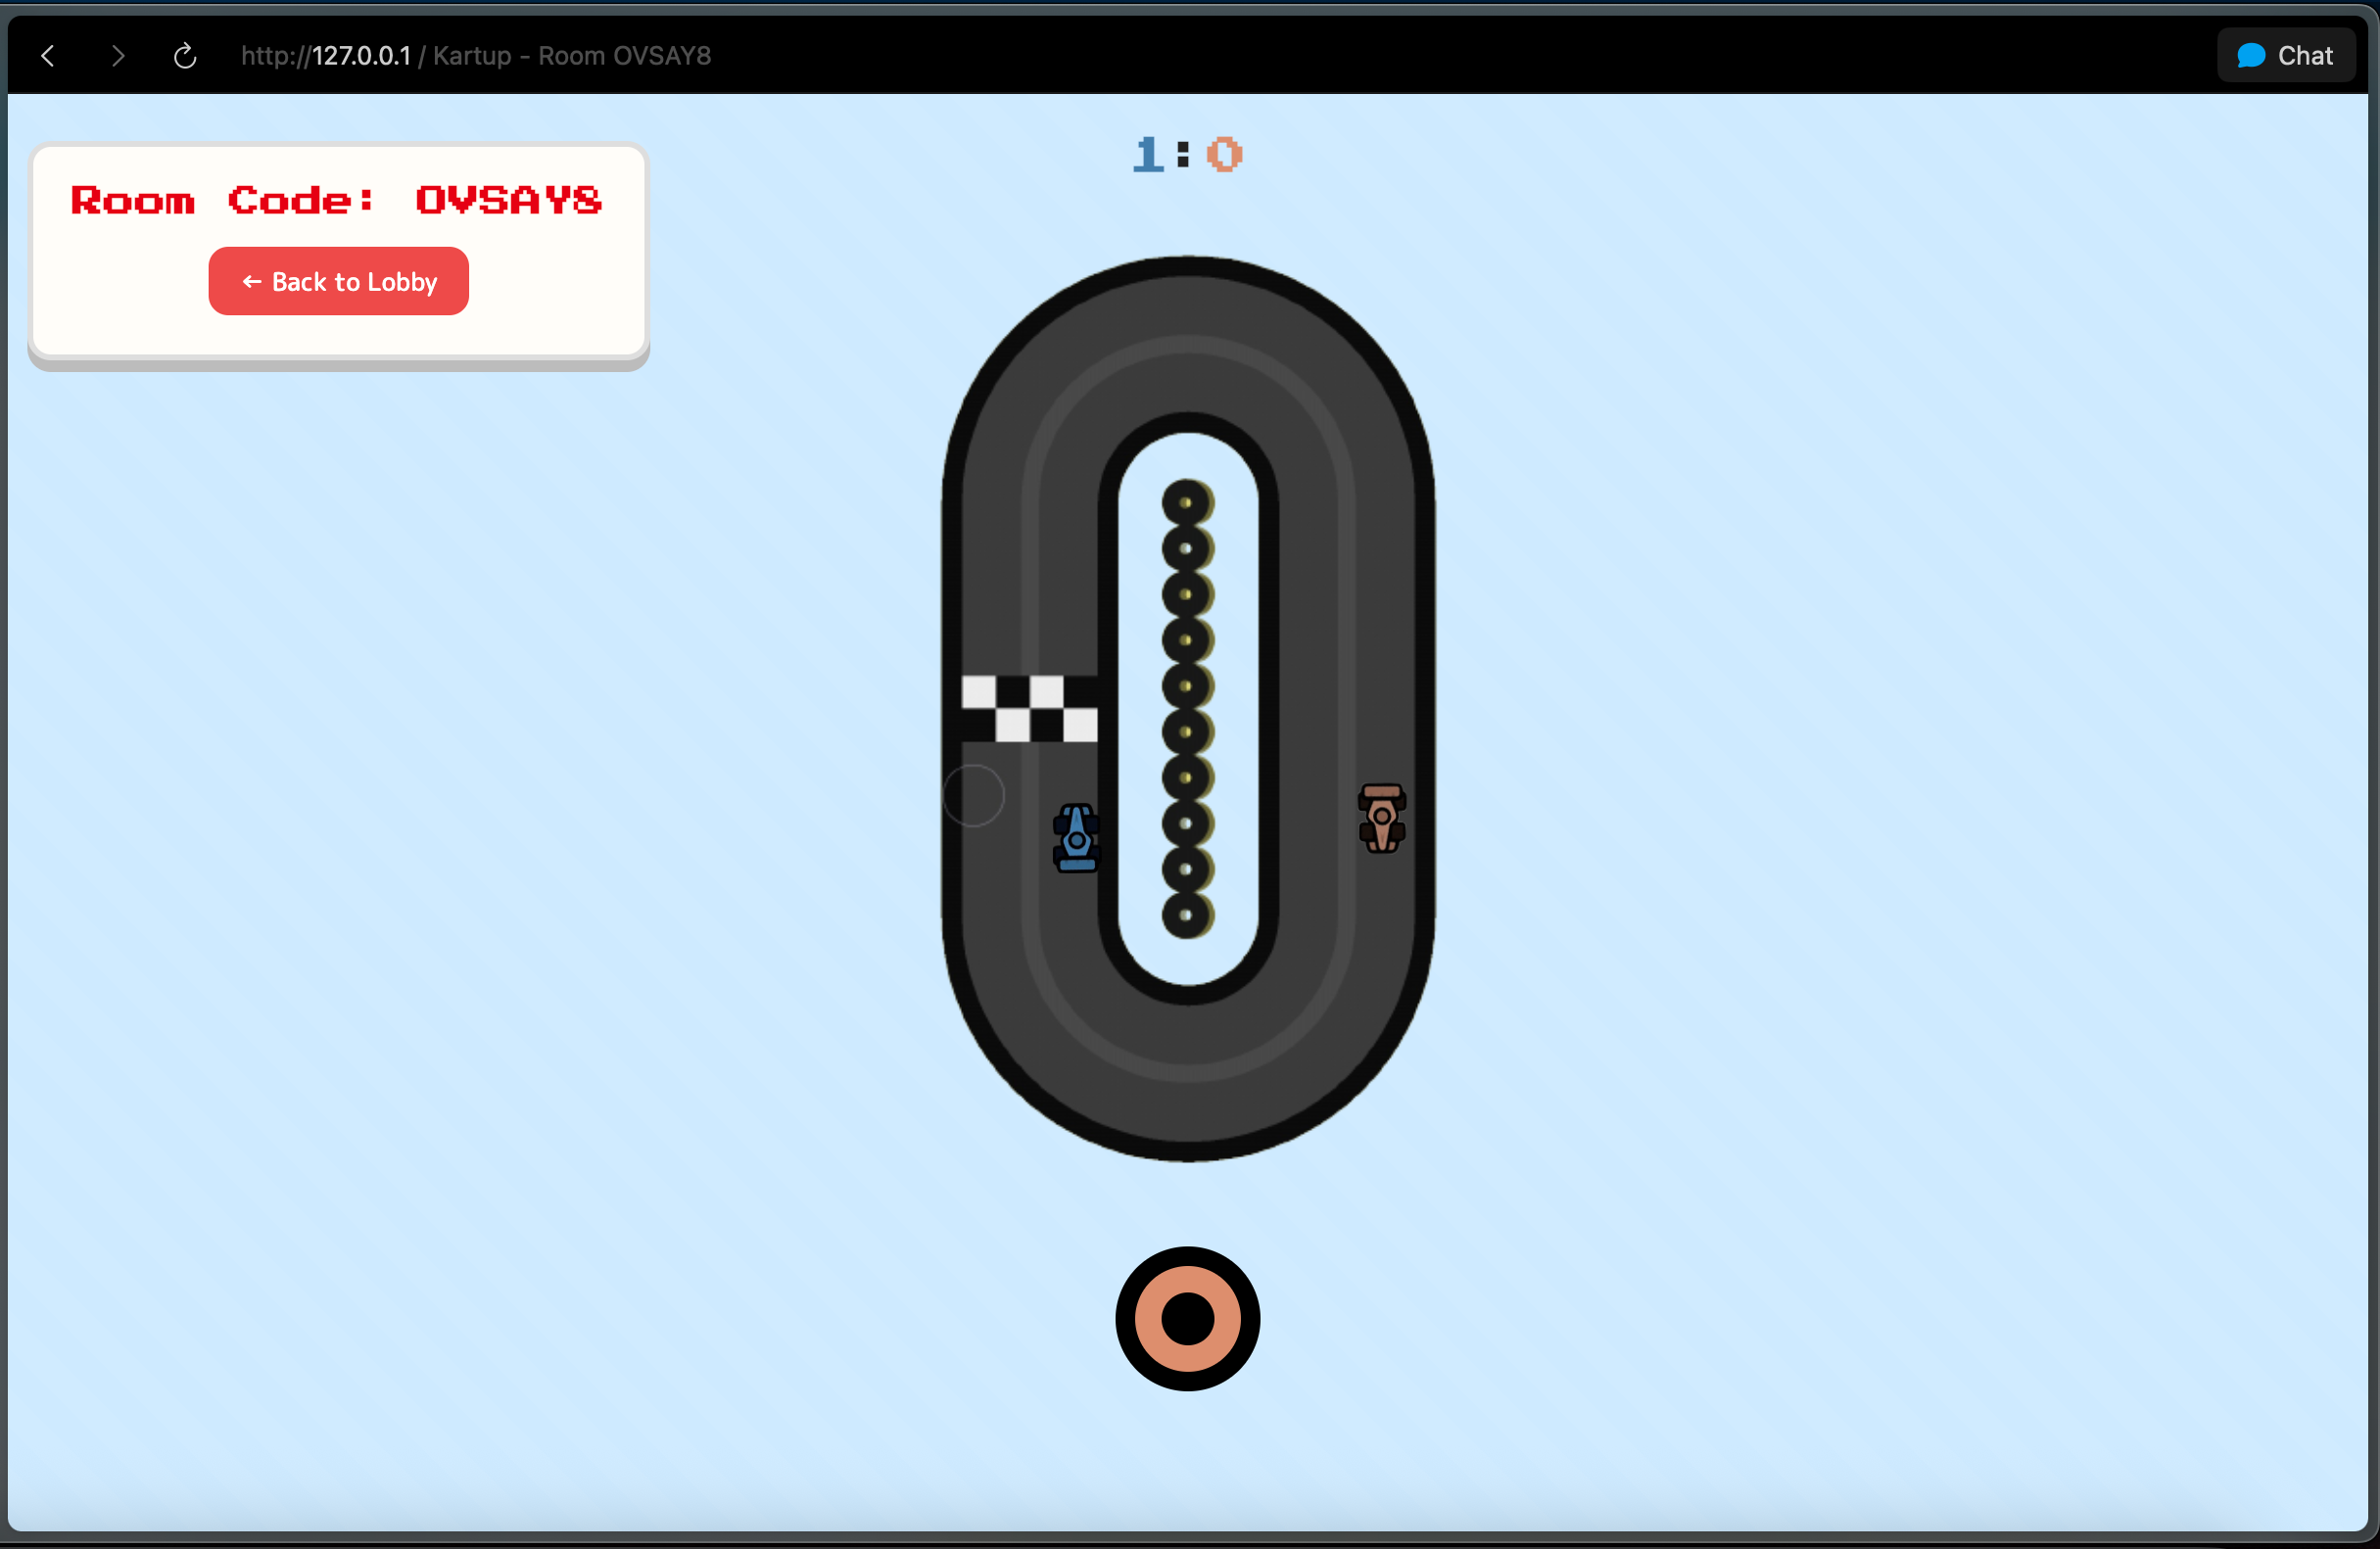 http://127.0.0.1 / Kartup - Room OVSAY8
Chat
1:0
Room Code: OVSAY8
← Back to Lobby